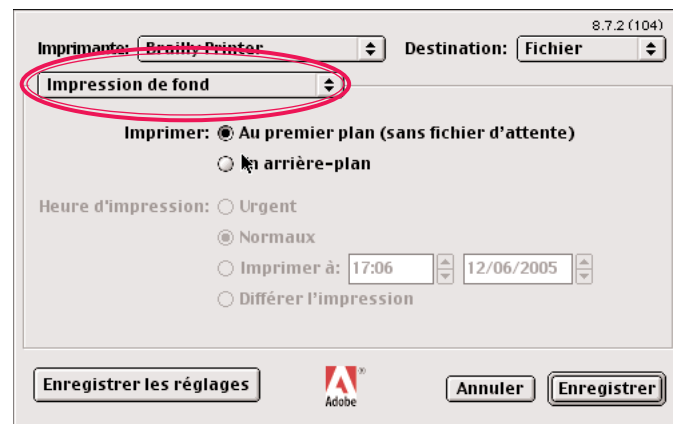 8.7.2 (104)
Imprimante: Brailly Printer Destination: Fichier
Impression de fond
Imprimer: Au premier plan (sans fichier d'attente)
En arrière-plan
Heure d'impression: Urgent
Normaux
Imprimer à: 17:06 12/06/2005
Différer l'impression
Enregistrer les réglages Adobe® Annuler Enregistrer